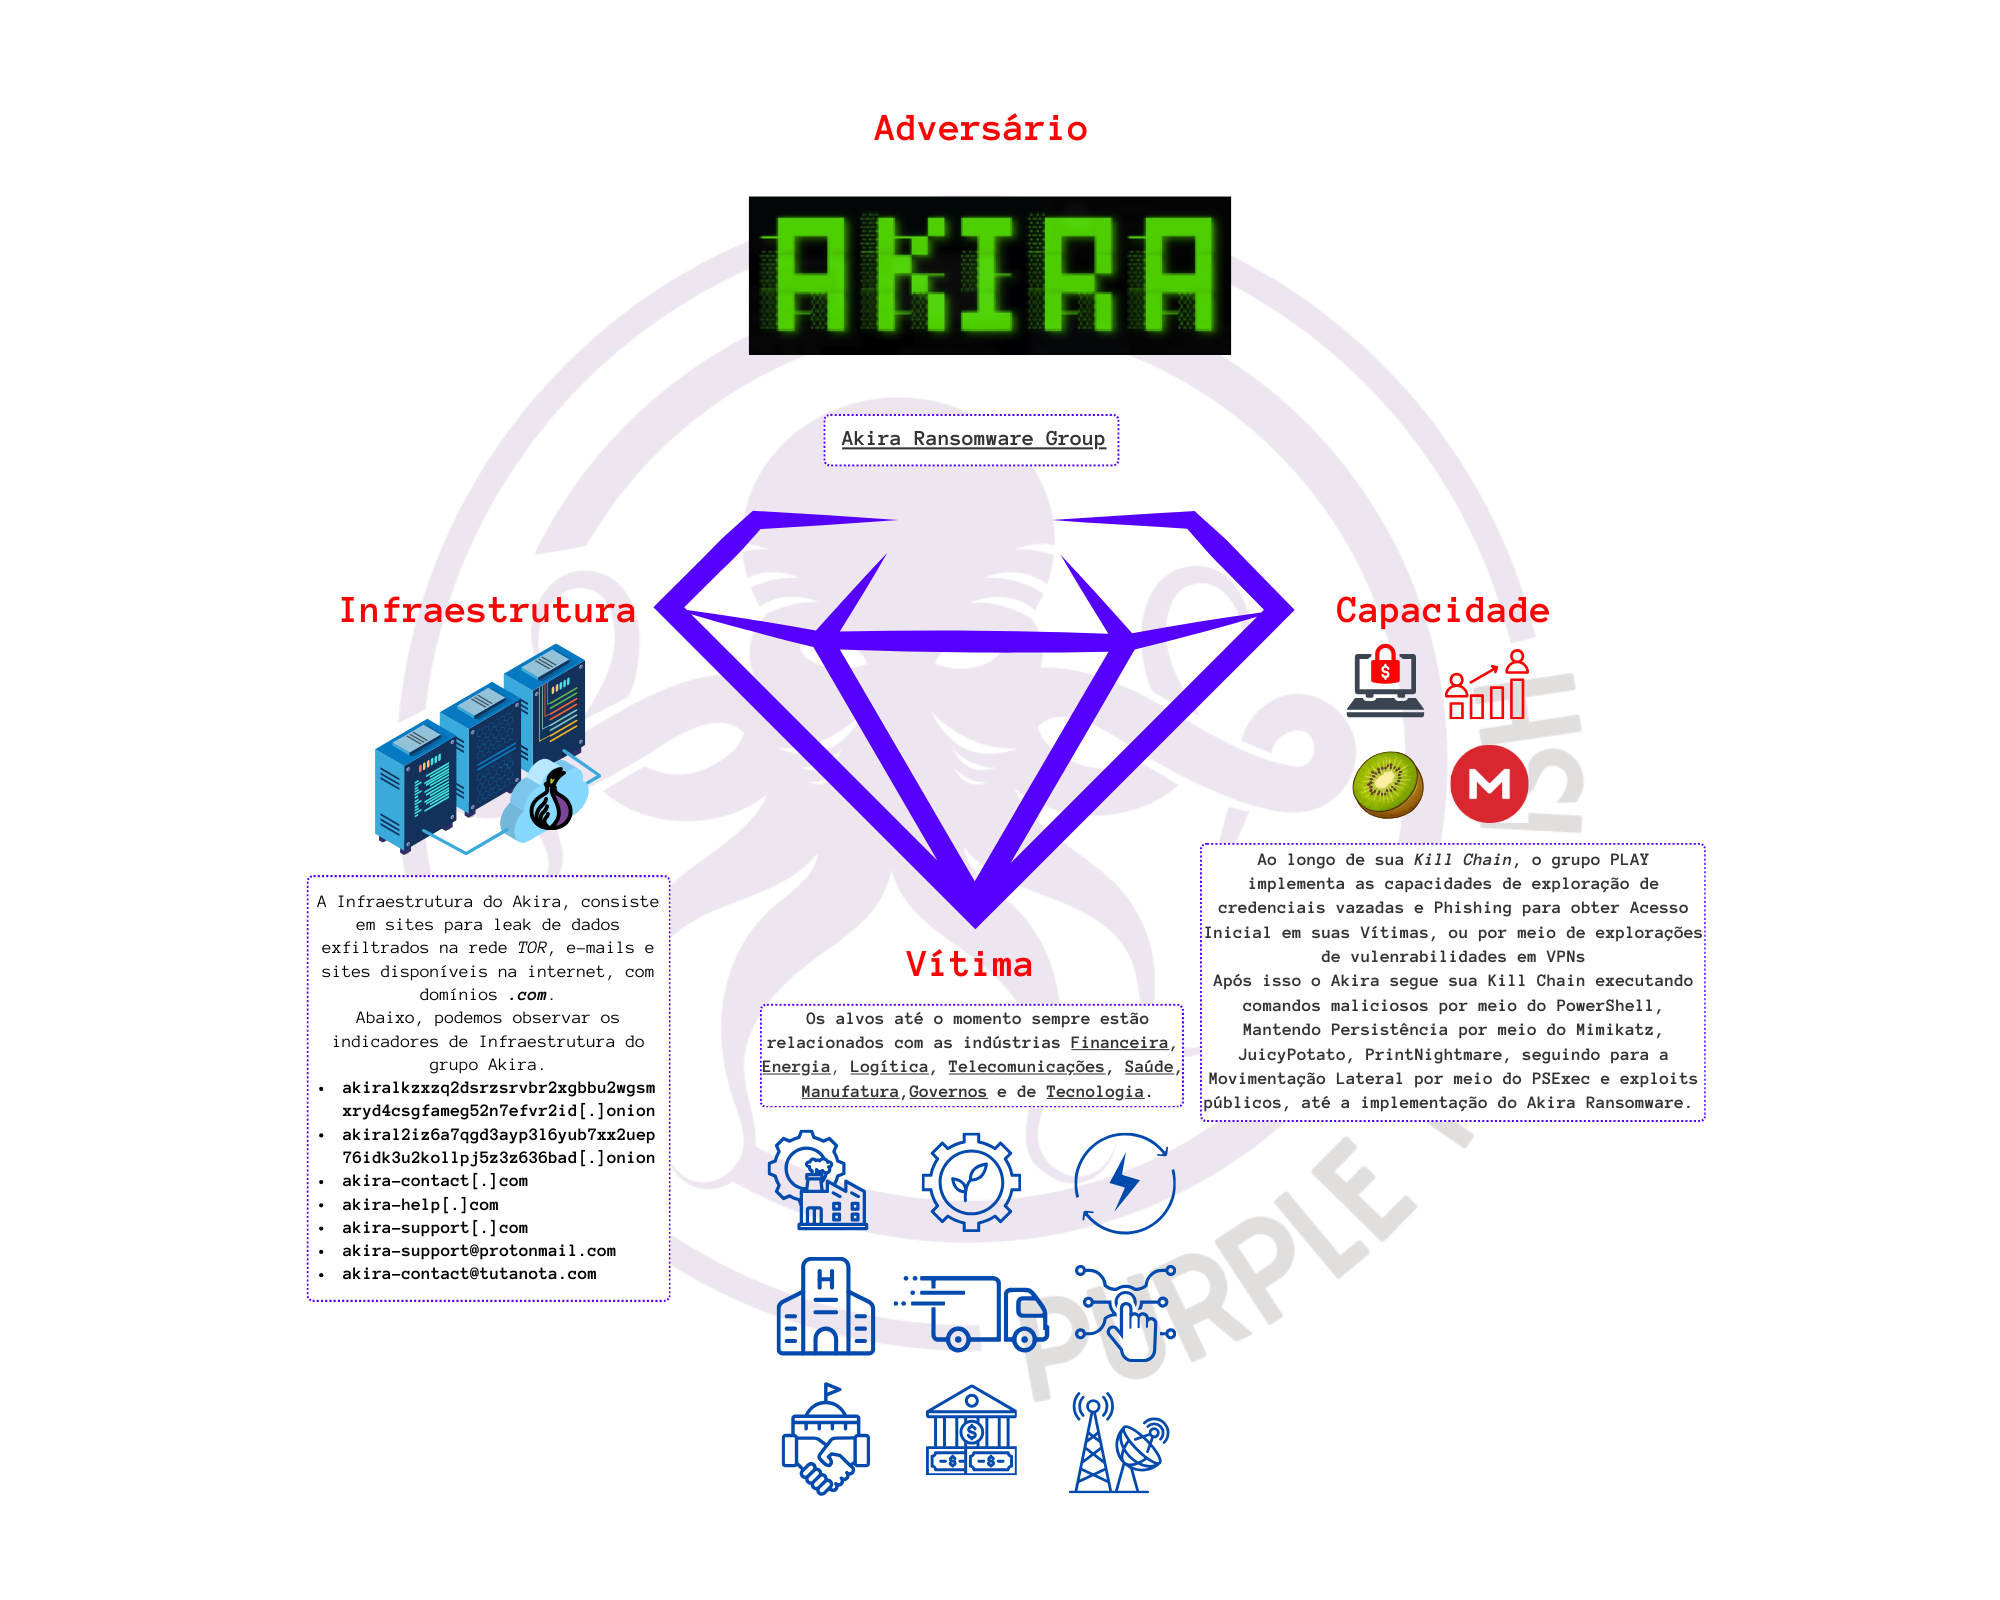 Adversário
AKIRA
Akira Ransomware Group
Infraestrutura
A Infraestrutura do Akira, consiste
em sites para leak de dados
exfiltrados na rede TOR, e-mails e
sites disponíveis na internet, com
domínios .com.
Abaixo, podemos observar os
indicadores de Infraestrutura do
grupo Akira.
• akiralkzxzq2dsrzsrvbr2xgbbu2wgsm
xryd4csgfameg52n7efvr2id[.]onion
• akiral2iz6a7qgd3ayp3l6yub7xx2uep
76idk3u2kollpj5z3z636bad[.]onion
• akira-contact[.]com
• akira-help[.]com
• akira-support[.]com
• akira-support@protonmail.com
• akira-contact@tutanota.com
Capacidade
$
M
Ao longo de sua Kill Chain, o grupo PLAY
implementa as capacidades de exploração de
credenciais vazadas e Phishing para obter Acesso
Inicial em suas Vítimas, ou por meio de explorações
de vulenrabilidades em VPNs
Após isso o Akira segue sua Kill Chain executando
comandos maliciosos por meio do PowerShell,
Mantendo Persistência por meio do Mimikatz,
JuicyPotato, PrintNightmare, seguindo para a
Movimentação Lateral por meio do PSExec e exploits
públicos, até a implementação do Akira Ransomware.
Vítima
Os alvos até o momento sempre estão
relacionados com as indústrias Financeira,
Energia, Logítica, Telecomunicações, Saúde,
Manufatura,Governos e de Tecnologia.
H
$
$ $
PURPLE